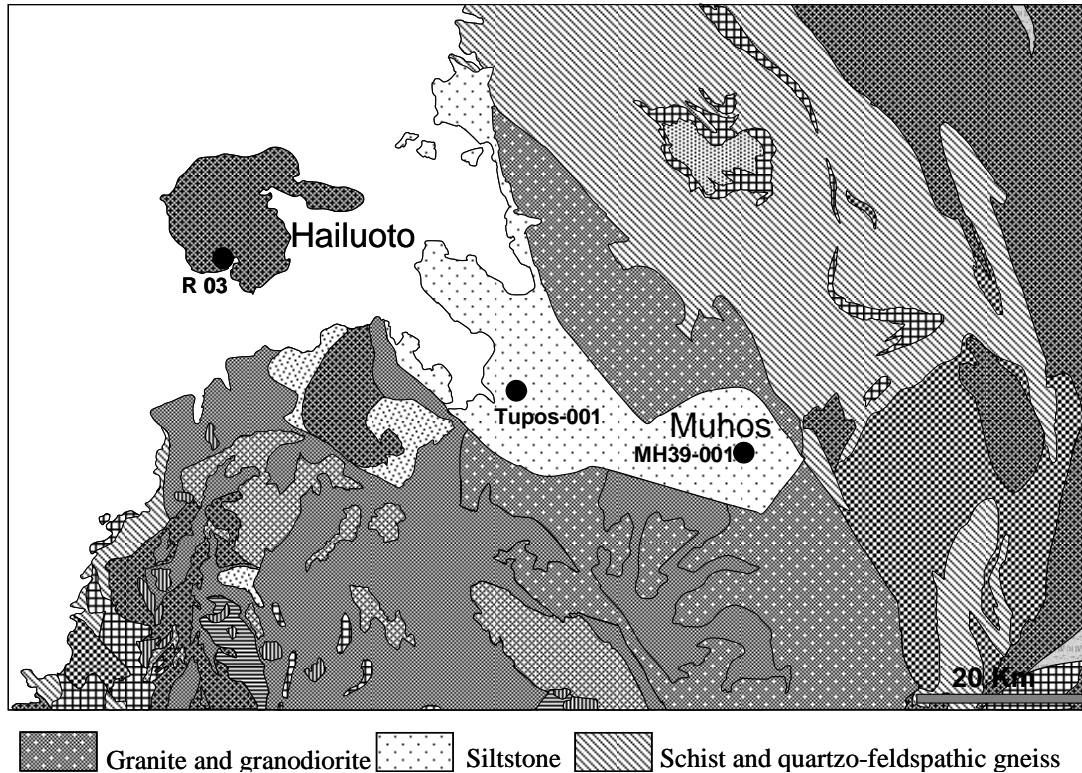 Hailuoto
R 03
Tupos-001
Muhos
MH39-001
20 Km
Granite and granodiorite Siltstone Schist and quartzo-feldspathic gneiss